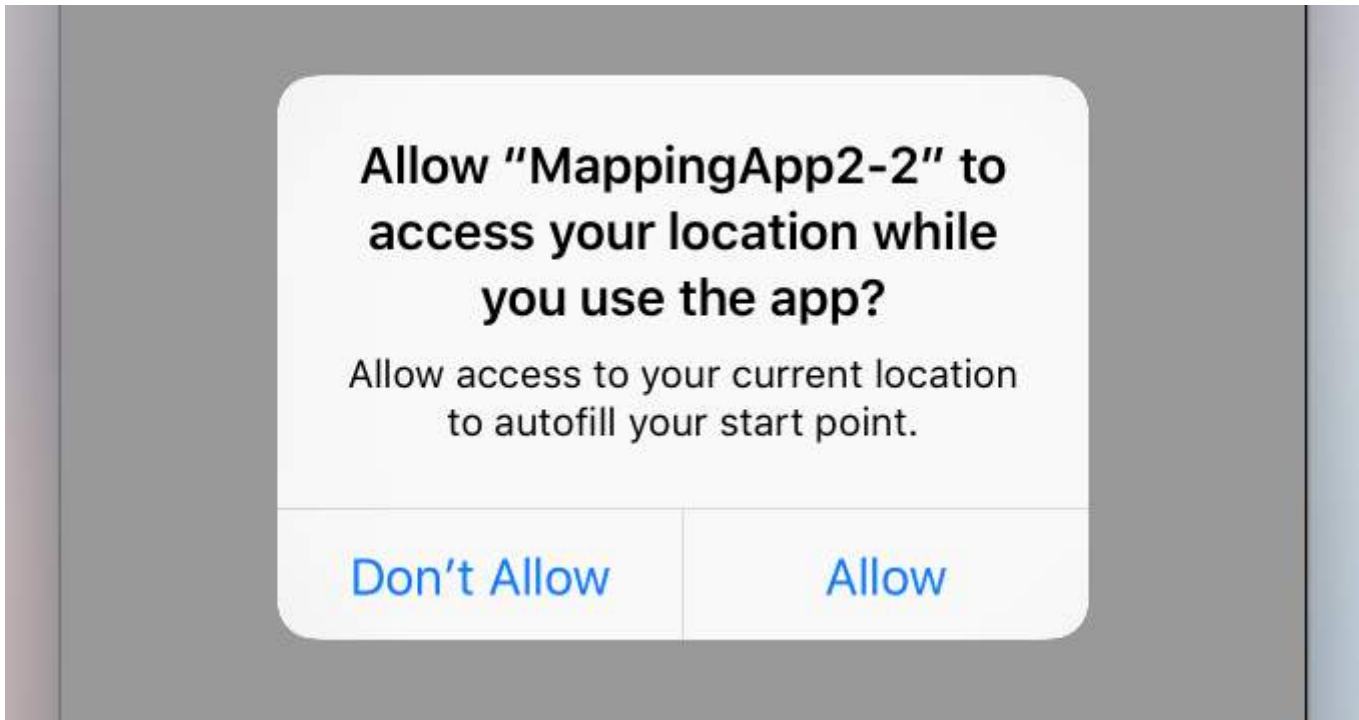 Allow “MappingApp2-2” to
access your location while
you use the app?
Allow access to your current location
to autofill your start point.
Don’t Allow
Allow